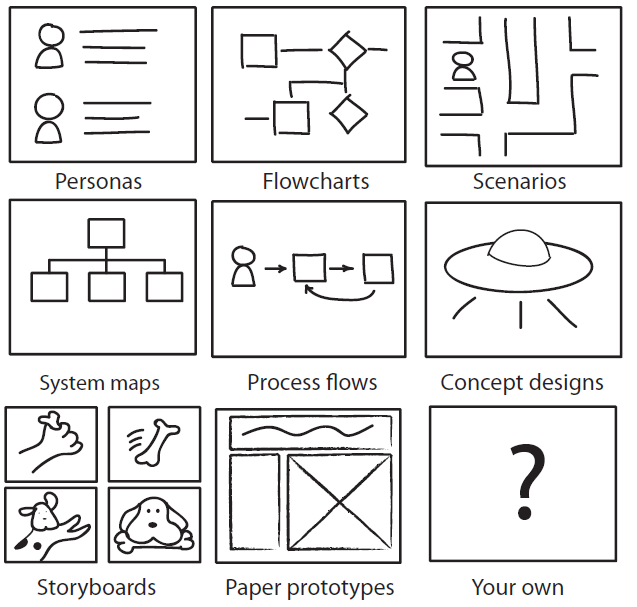 Personas
Flowcharts
Scenarios
System maps
Process flows
Concept designs
?
Storyboards
Paper prototypes
Your own